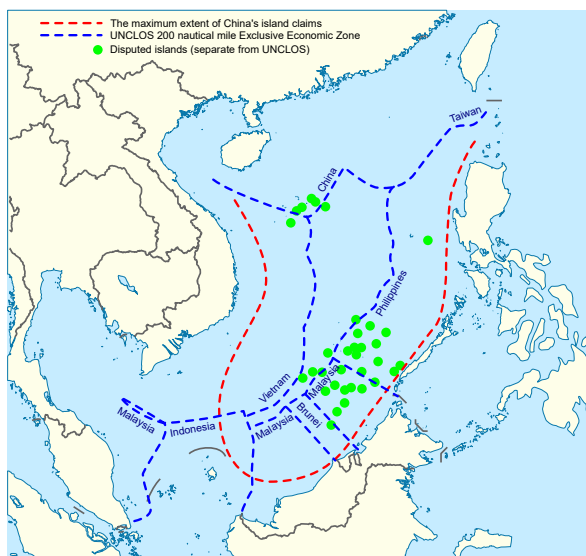 The maximum extent of China's island claims
UNCLOS 200 nautical mile Exclusive Economic Zone
Disputed islands (separate from UNCLOS)
Taiwan
China
Philippines
Vietnam
Malaysia
Malaysia
Indonesia
Malaysia
Brunei